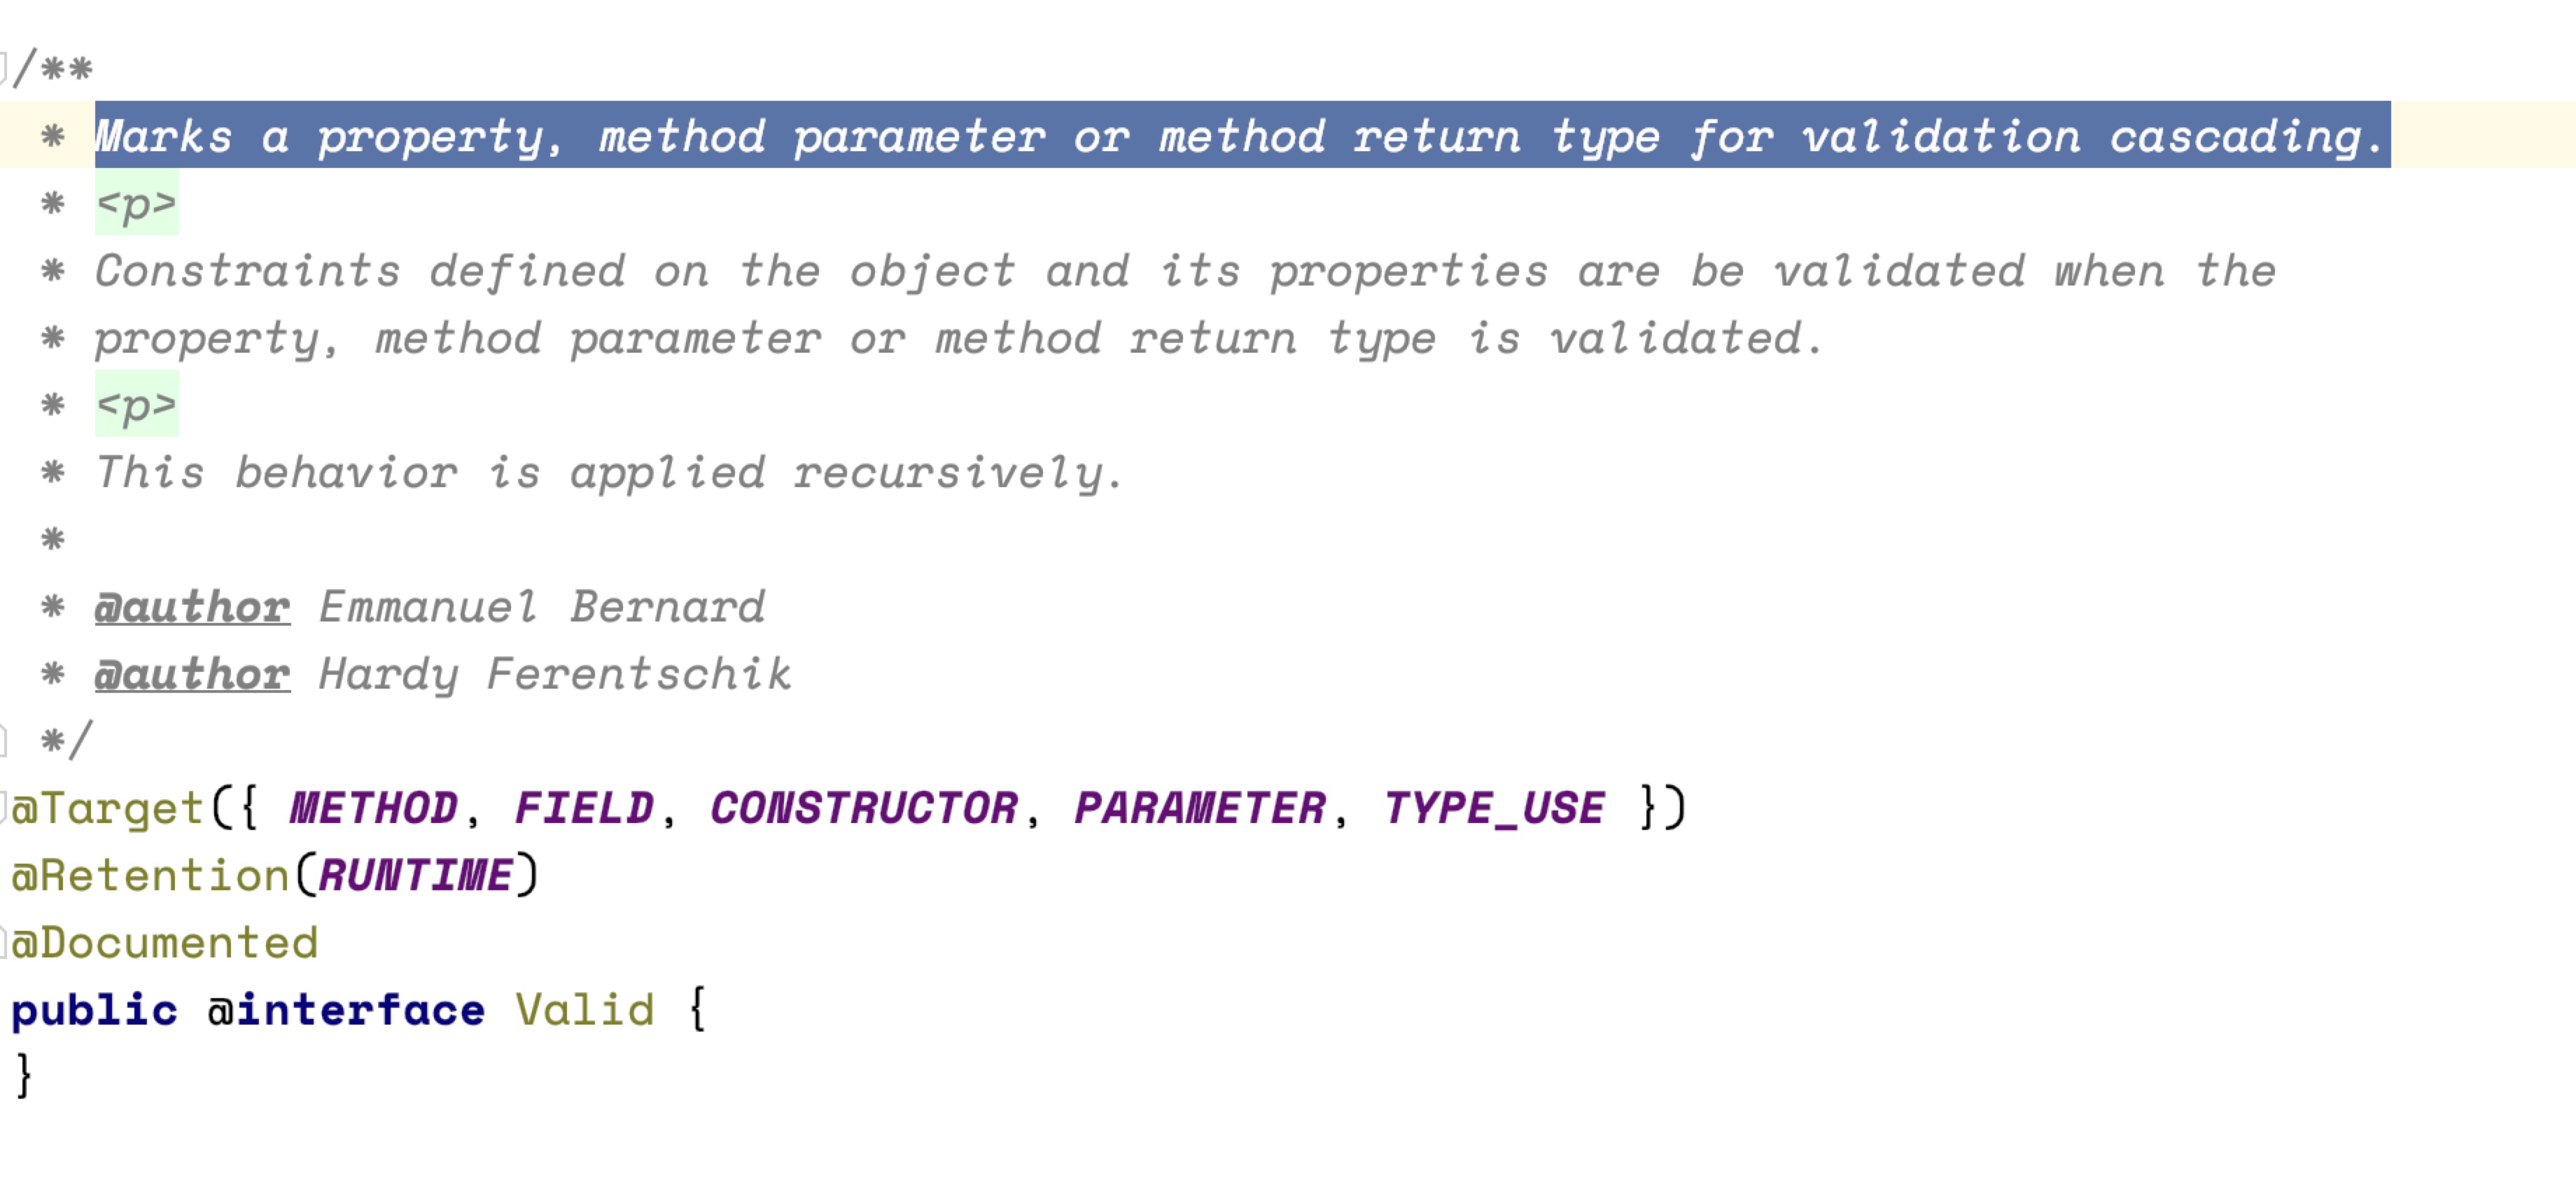 /**
* Marks a property, method parameter or method return type for validation cascading.
* <p>
* Constraints defined on the object and its properties are be validated when the
* property, method parameter or method return type is validated.
* <p>
* This behavior is applied recursively.
*
* @author Emmanuel Bernard
* @author Hardy Ferentschik
*/
@Target({ METHOD, FIELD, CONSTRUCTOR, PARAMETER, TYPE_USE })
@Retention(RUNTIME)
@Documented
public @interface Valid {
}